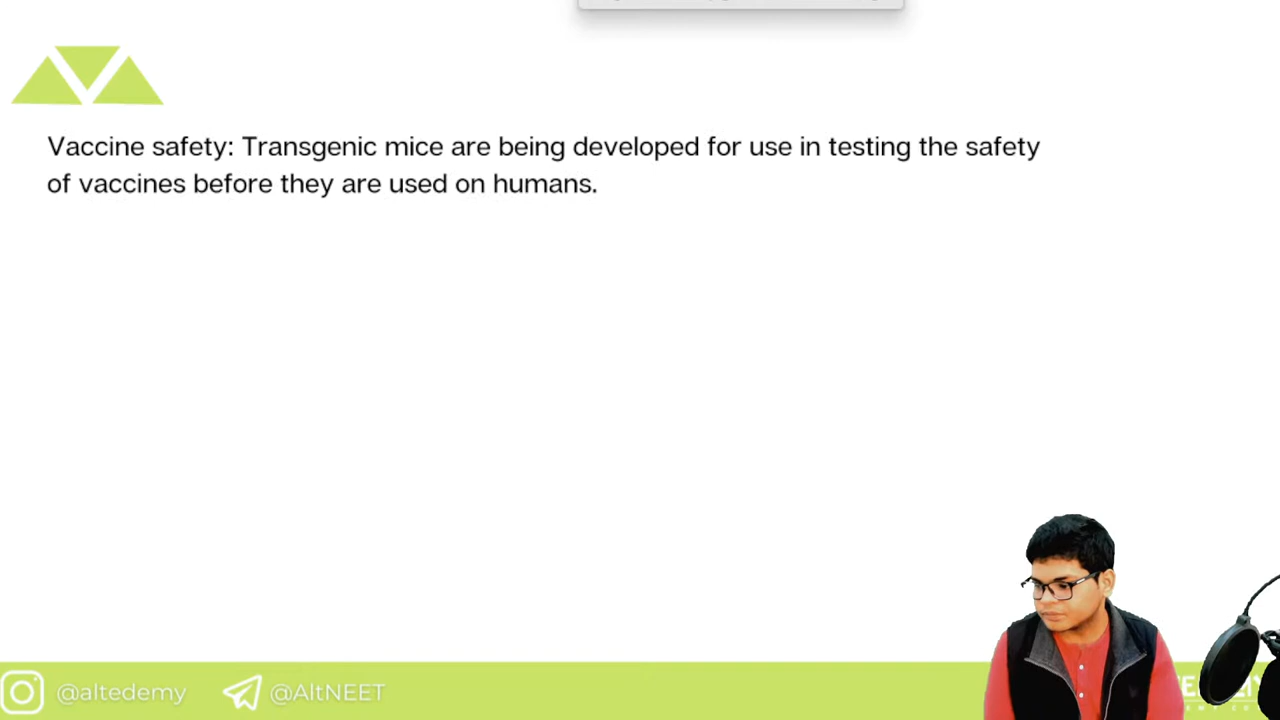 Vaccine safety: Transgenic mice are being developed for use in testing the safety
of vaccines before they are used on humans.
@altedemy @AltNEET